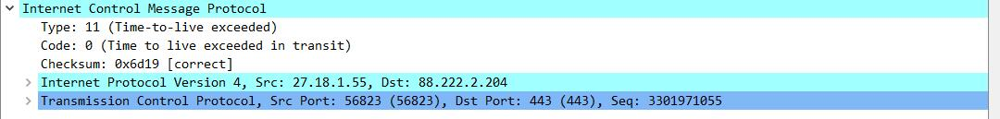 Internet Control Message Protocol
Type: 11 (Time-to-live exceeded)
Code: 0 (Time to live exceeded in transit)
Checksum: 0x6d19 [correct]
Internet Protocol Version 4, Src: 27.18.1.55, Dst: 88.222.2.204
Transmission Control Protocol, Src Port: 56823 (56823), Dst Port: 443 (443), Seq: 3301971055